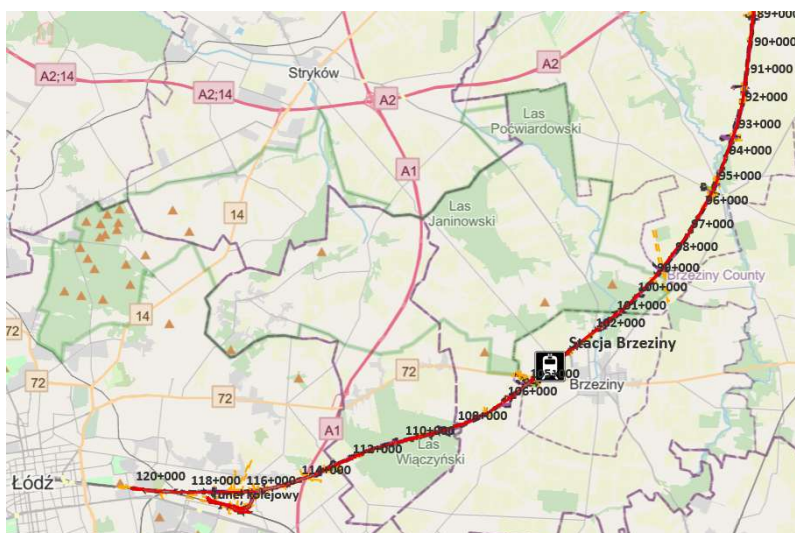 89+000
90+000
91+000
92+000
93+000
94+000
95+000
96+000
97+000
98+000
99+000
100+000
101+000
102+000
Stacja Brzeziny
105+000
106+000
108+000
110+000
112+000
114+000
116+000
118+000
120+000
Tunel kolejowy
A2;14
A2;14
A2
A2
A1
A1
14
14
72
72
72
72
Stryków
Las
Poćwiardowski
Las
Janinowski
Brzeziny County
Brzeziny
Las
Wiączyński
Łódź